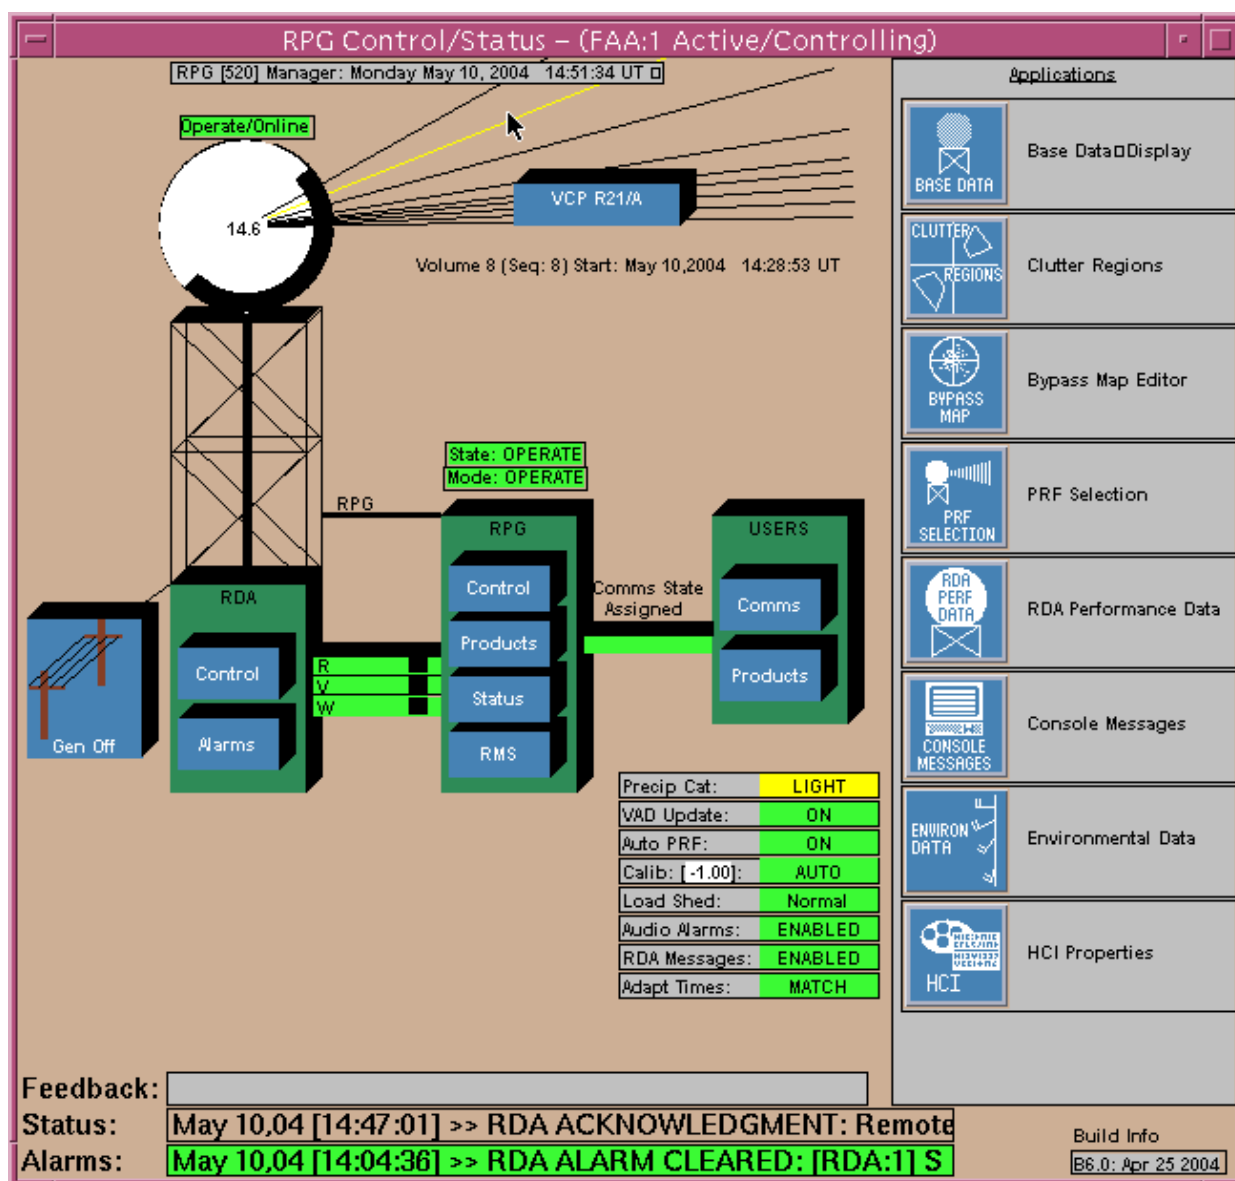 RPG Control/Status – (FAA:1 Active/Controlling)
RPG [520] Manager: Monday May 10, 2004 14:51:34 UT
Operate/Online
14.6
VCP R21/A
Volume 8 (Seq: 8) Start: May 10,2004 14:28:53 UT
State: OPERATE
Mode: OPERATE
RPG
RDA
Control
Alarms
Gen Off
R
V
W
RPG
Control
Products
Status
RMS
Comms State
Assigned
USERS
Comms
Products
Precip Cat: LIGHT
VAD Update: ON
Auto PRF: ON
Calib: [ -1.00]: AUTO
Load Shed: Normal
Audio Alarms: ENABLED
RDA Messages: ENABLED
Adapt Times: MATCH
Applications
BASE DATA
Base Data Display
CLUTTER
REGIONS
Clutter Regions
BYPASS
MAP
Bypass Map Editor
PRF
SELECTION
PRF Selection
RDA
PERF
DATA
RDA Performance Data
CONSOLE
MESSAGES
Console Messages
ENVIRON
DATA
Environmental Data
HCI
HCI Properties
Feedback:
Status: May 10,04 [14:47:01] >> RDA ACKNOWLEDGMENT: Remote
Alarms: May 10,04 [14:04:36] >> RDA ALARM CLEARED: [RDA:1] S
Build Info
B6.0: Apr 25 2004